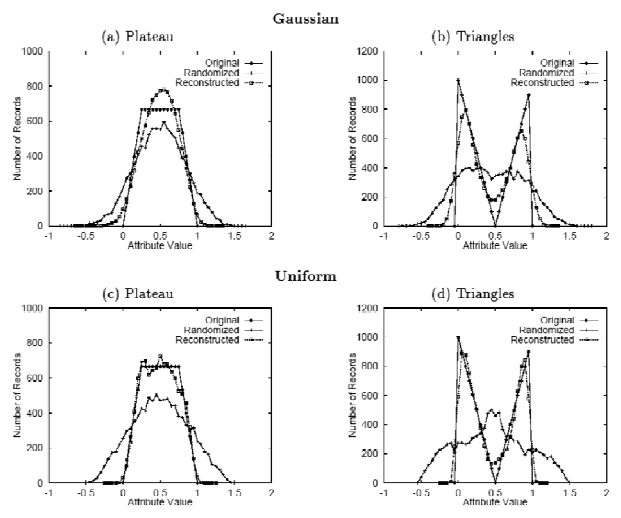 Gaussian
(a) Plateau
(b) Triangles
Number of Records
1000
800
600
400
200
0
Original
Randomized
Reconstructed
-1 -0.5 0 0.5 1 1.5 2
Attribute Value
Number of Records
1200
1000
800
600
400
200
0
Original
Randomized
Reconstructed
-1 -0.5 0 0.5 1 1.5 2
Attribute Value
Uniform
(c) Plateau
(d) Triangles
Number of Records
1000
800
600
400
200
0
Original
Randomized
Reconstructed
-1 -0.5 0 0.5 1 1.5 2
Attribute Value
Number of Records
1200
1000
800
600
400
200
0
Original
Randomized
Reconstructed
-1 -0.5 0 0.5 1 1.5 2
Attribute Value